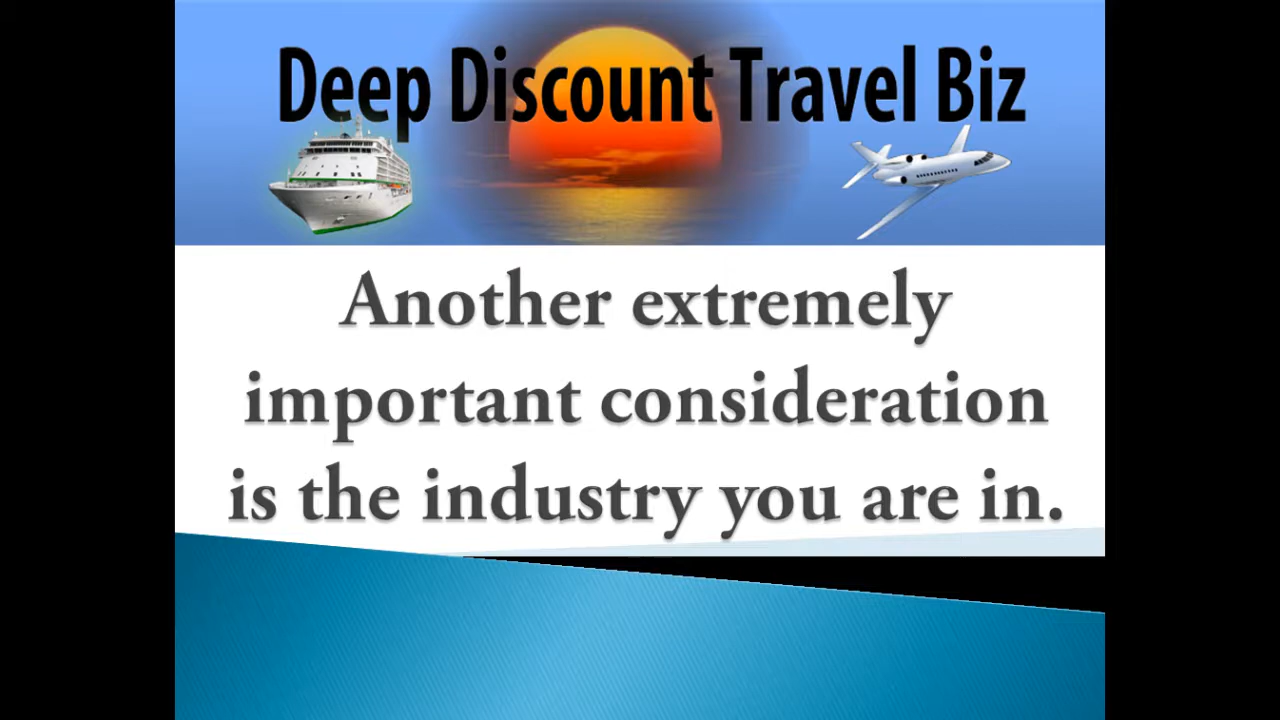 Deep Discount Travel Biz
Another extremely
important consideration
is the industry you are in.